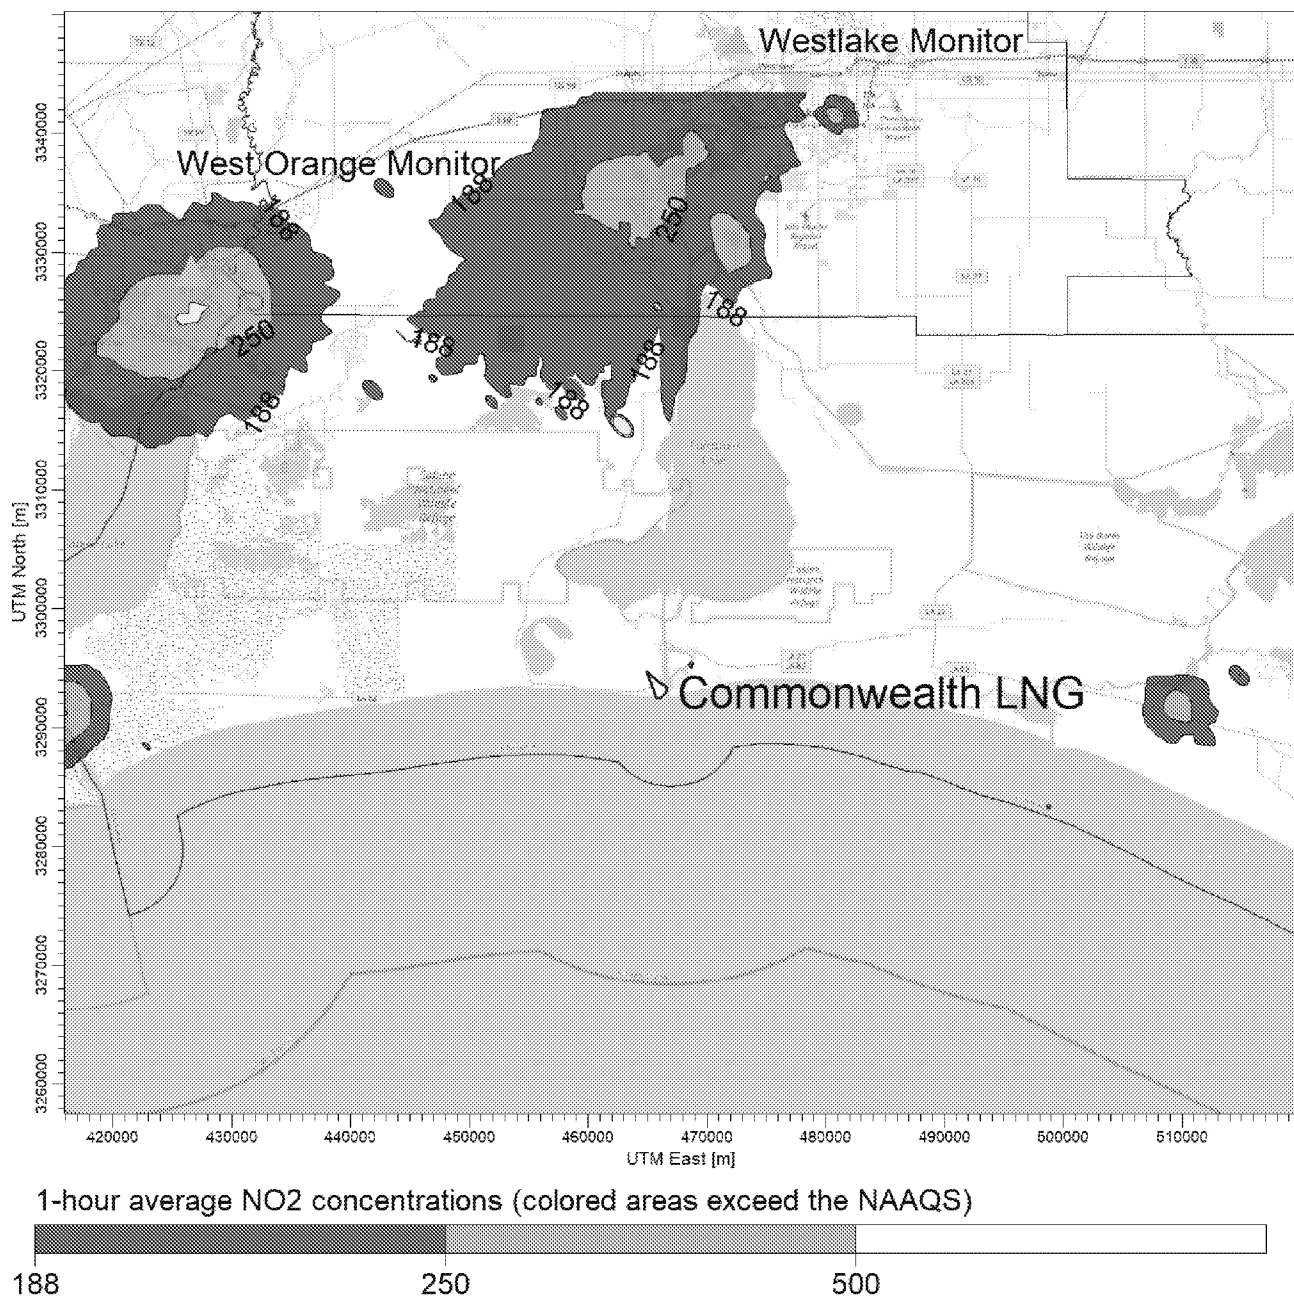 Westlake Monitor
West Orange Monitor
188
188
250
188
250
188
188
188
188
Commonwealth LNG
UTM North [m]
3340000
3330000
3320000
3310000
3300000
3290000
3280000
3270000
3260000
420000 430000 440000 450000 460000 470000 480000 490000 500000 510000
UTM East [m]
1-hour average NO2 concentrations (colored areas exceed the NAAQS)
188 250 500